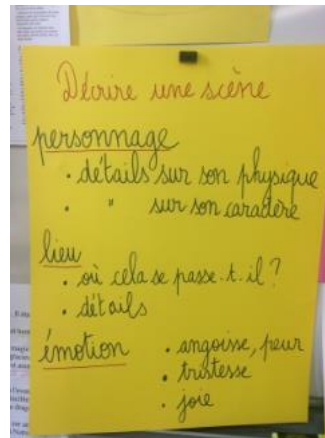 Décrire une scène
personnage
• détails sur son physique
• " sur son caractère
lieu
• où cela se passe-t-il ?
• détails
émotion • angoisse, peur
• tristesse
• joie